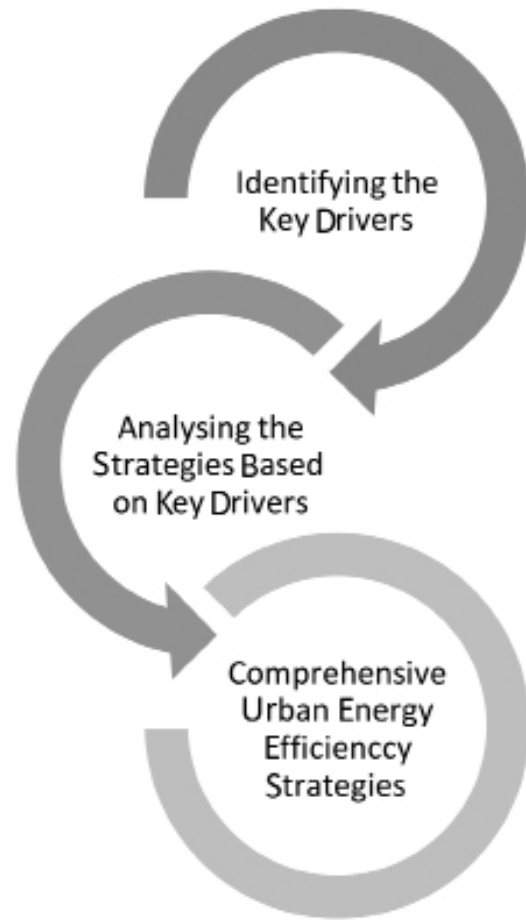 Identifying the
Key Drivers
Analysing the
Strategies Based
on Key Drivers
Comprehensive
Urban Energy
Efficienccy
Strategies